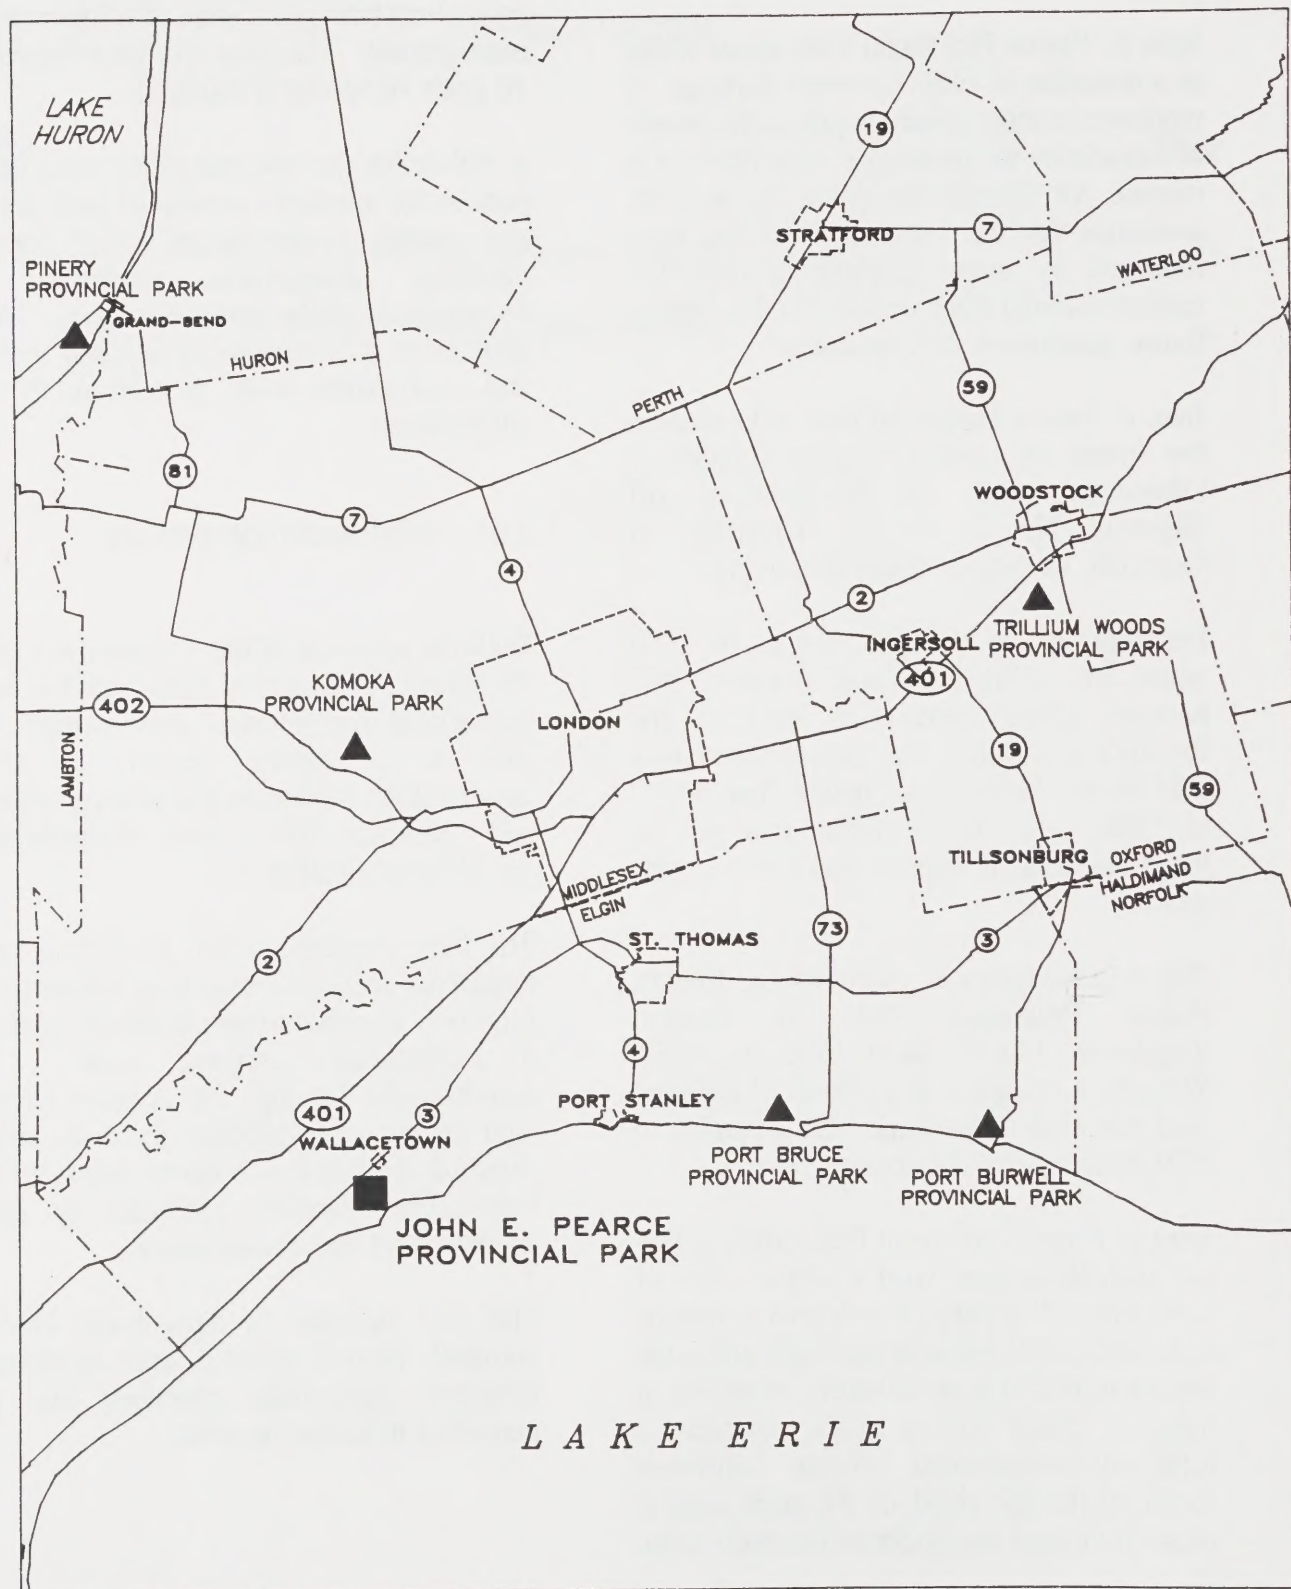 LAKE
HURON
19
STRATFORD
7
WATERLOO
PINERY
PROVINCIAL PARK
GRAND-BEND
HURON
PERTH
59
81
7
WOODSTOCK
4
2
INGERSOLL
TRILLIUM WOODS
PROVINCIAL PARK
401
KOMOKA
PROVINCIAL PARK
402
LONDON
LAMBTON
19
59
TILLSONBURG
OXFORD
HALDIMAND
NORFOLK
MIDDLESEX
ELGIN
ST. THOMAS
73
3
2
4
401
3
PORT STANLEY
WALLACETOWN
PORT BRUCE
PROVINCIAL PARK
PORT BURWELL
PROVINCIAL PARK
JOHN E. PEARCE
PROVINCIAL PARK
LAKE ERIE